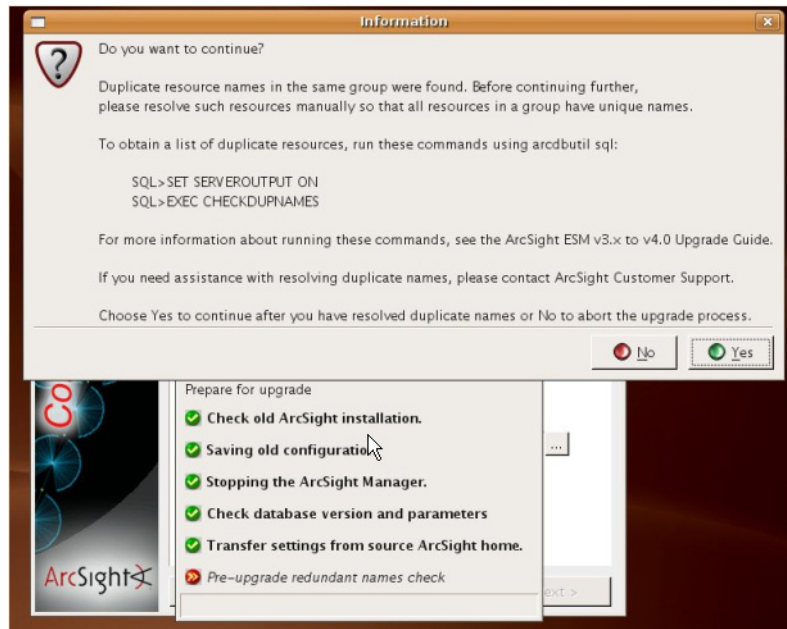 Information
Do you want to continue?
Duplicate resource names in the same group were found. Before continuing further,
please resolve such resources manually so that all resources in a group have unique names.
To obtain a list of duplicate resources, run these commands using arcdbutil sql:
SQL>SET SERVEROUTPUT ON
SQL>EXEC CHECKDUPNAMES
For more information about running these commands, see the ArcSight ESM v3.x to v4.0 Upgrade Guide.
If you need assistance with resolving duplicate names, please contact ArcSight Customer Support.
Choose Yes to continue after you have resolved duplicate names or No to abort the upgrade process.
No
Yes
Co
Prepare for upgrade
Check old ArcSight installation.
Saving old configuration
...
Stopping the ArcSight Manager.
Check database version and parameters
Transfer settings from source ArcSight home.
Pre-upgrade redundant names check
ArcSight
ext >